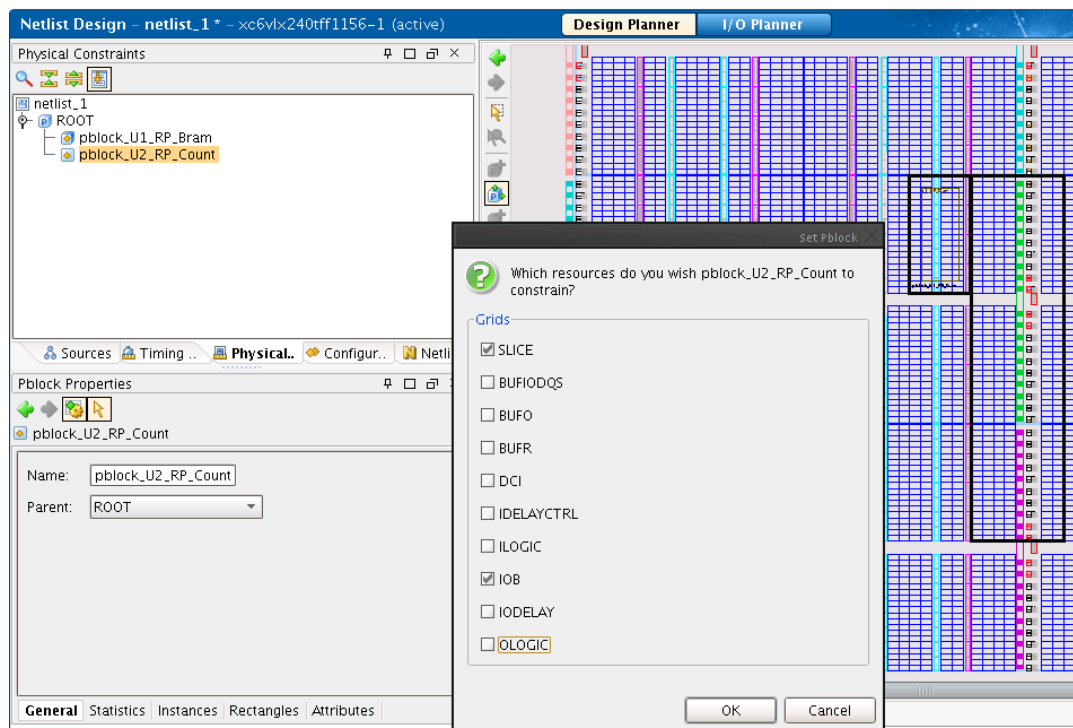 Netlist Design - netlist_1 * - xc6vlx240tff1156-1 (active)
Design Planner
I/O Planner
Physical Constraints
netlist_1
ROOT
pblock_U1_RP_Bram
pblock_U2_RP_Count
Sources
Timing ..
Physical..
Configur..
Netli
Pblock Properties
pblock_U2_RP_Count
Name: pblock_U2_RP_Count
Parent: ROOT
General Statistics Instances Rectangles Attributes
Set Pblock
Which resources do you wish pblock_U2_RP_Count to
constrain?
Grids
SLICE
BUFIODQS
BUFO
BUFR
DCI
IDELAYCTRL
ILOGIC
IOB
IODELAY
OLOGIC
OK
Cancel